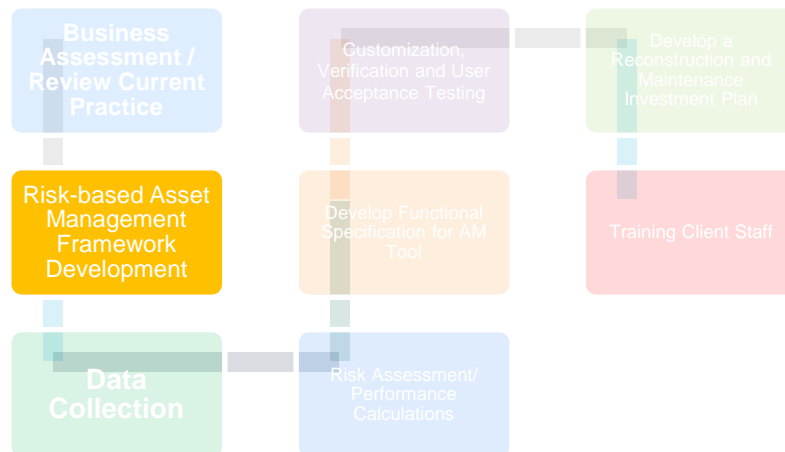 Business
Assessment /
Review Current
Practice
Risk-based Asset
Management
Framework
Development
Data
Collection
Risk Assessment/
Performance
Calculations
Develop Functional
Specification for AM
Tool
Customization,
Verification and User
Acceptance Testing
Develop a
Reconstruction and
Maintenance
Investment Plan
Training Client Staff